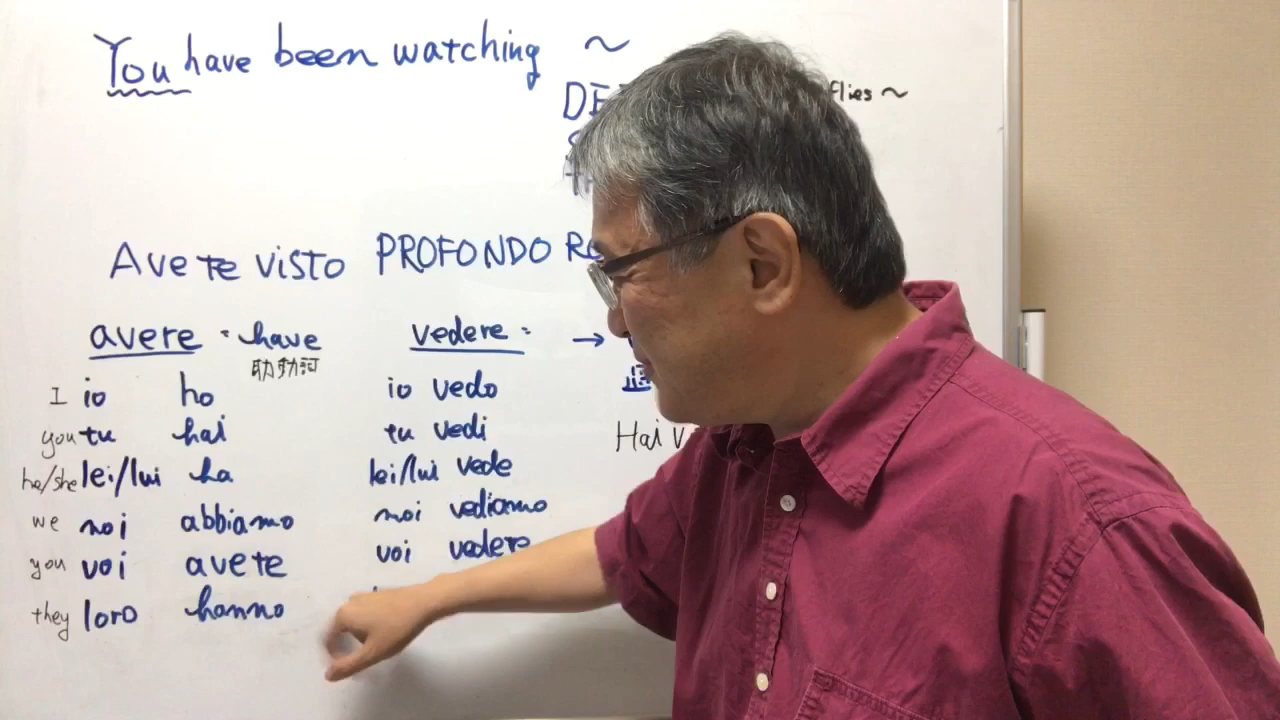 You have been watching ~
flies ~
Avete visto PROFONDO
avere · have vedere : →
助動詞
I io ho io vedo
you tu hai tu vedi
he/she lei/lui ha lei/lui vede
we noi abbiamo noi vediamo
you voi avete voi vedere
they loro hanno
Hai